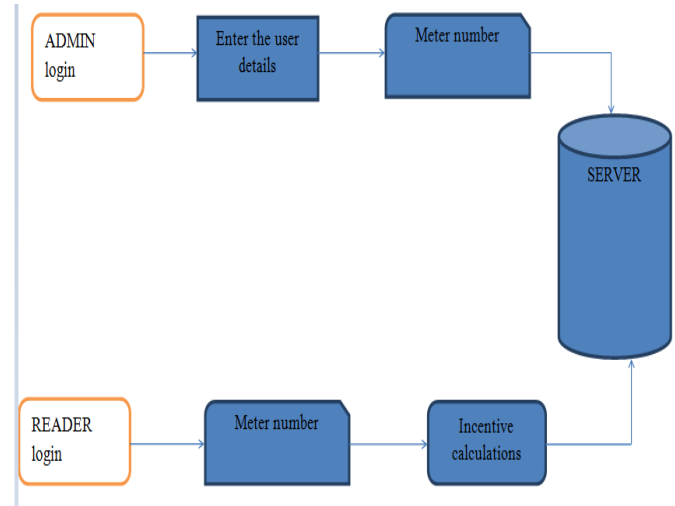 ADMIN
login
Enter the user
details
Meter number
SERVER
READER
login
Meter number
Incentive
calculations